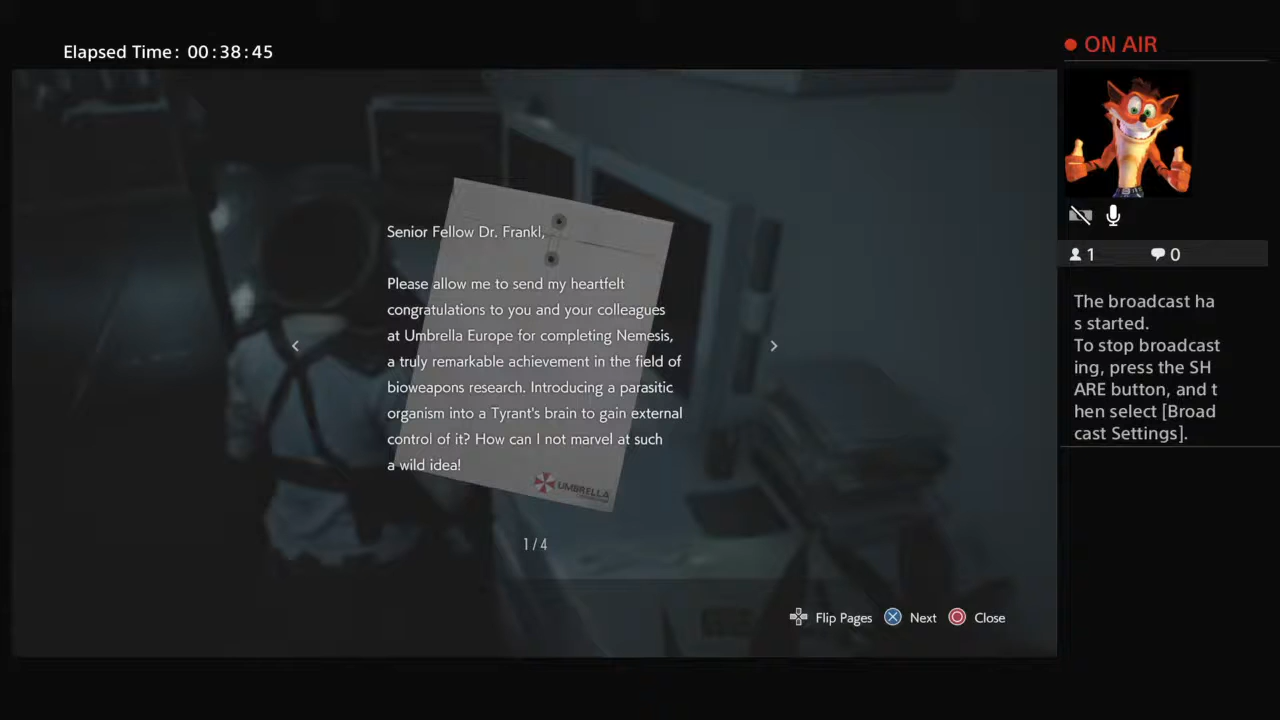 Elapsed Time: 00:38:45
ON AIR
1
0
The broadcast ha
s started.
To stop broadcast
ing, press the SH
ARE button, and t
hen select [Broad
cast Settings].
Senior Fellow Dr. Frankl,
Please allow me to send my heartfelt
congratulations to you and your colleagues
at Umbrella Europe for completing Nemesis,
a truly remarkable achievement in the field of
bioweapons research. Introducing a parasitic
organism into a Tyrant's brain to gain external
control of it? How can I not marvel at such
a wild idea!
UMBRELLA
1 / 4
Flip Pages Next Close